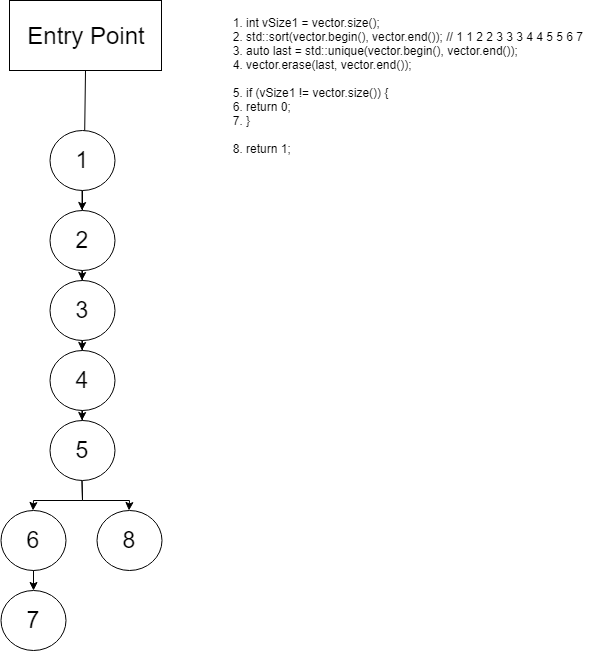 Entry Point
1
2
3
4
5
6
8
7
1. int vSize1 = vector.size();
2. std::sort(vector.begin(), vector.end()); // 1 1 2 2 3 3 3 4 4 5 5 6 7
3. auto last = std::unique(vector.begin(), vector.end());
4. vector.erase(last, vector.end());
5. if (vSize1 != vector.size()) {
6. return 0;
7. }
8. return 1;